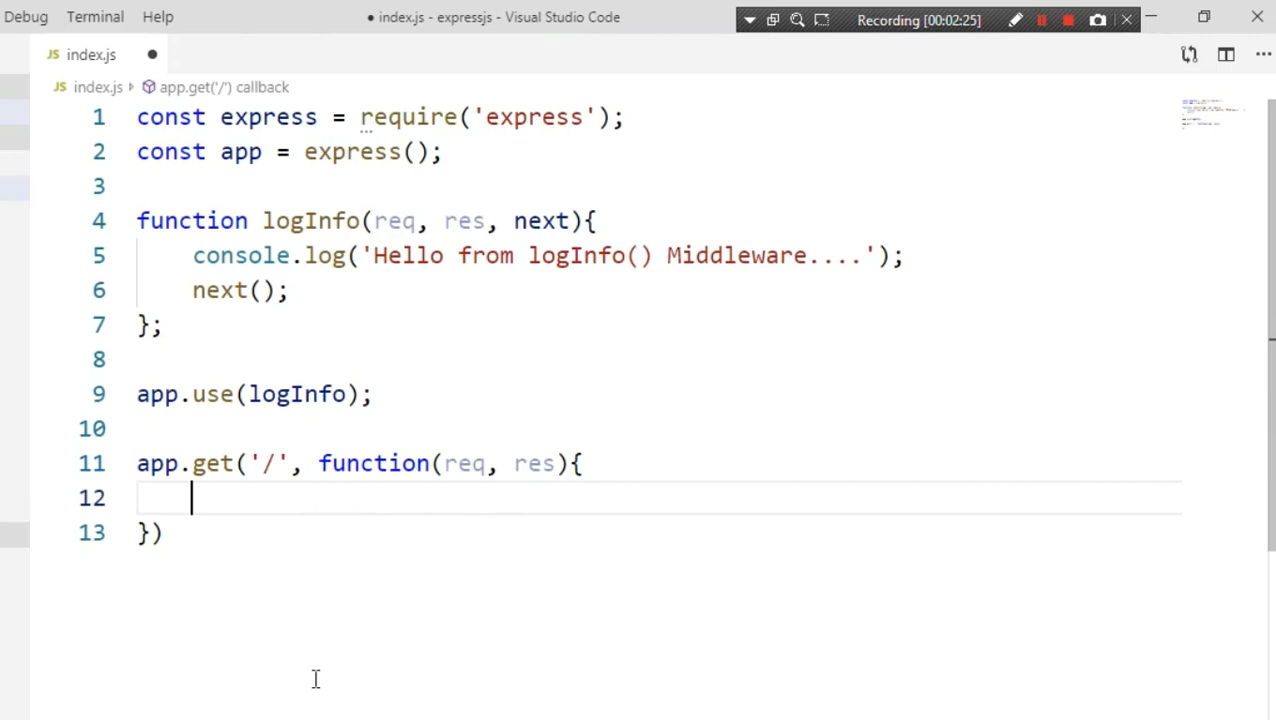 Debug Terminal Help ● index.js - expressjs - Visual Studio Code Recording [00:02:25]
JS index.js ●
JS index.js › app.get('/') callback
1 const express = require('express');
2 const app = express();
3
4 function logInfo(req, res, next){
5     console.log('Hello from logInfo() Middleware....');
6     next();
7 };
8
9 app.use(logInfo);
10
11 app.get('/', function(req, res){
12
13 })